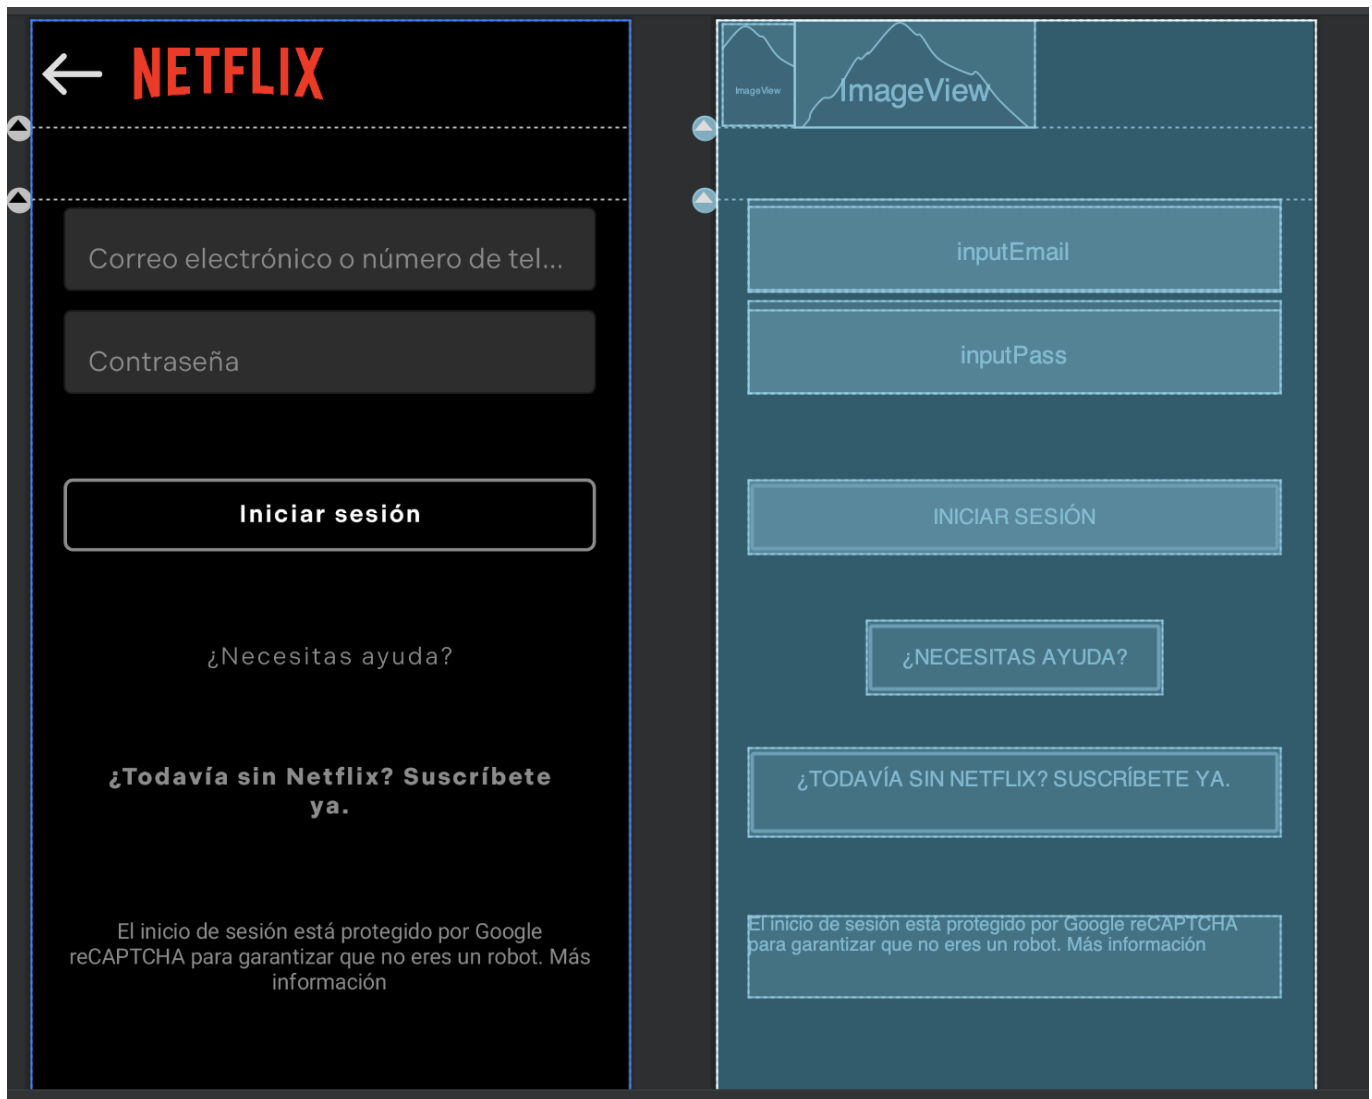 NETFLIX
Correo electrónico o número de tel...
Contraseña
Iniciar sesión
¿Necesitas ayuda?
¿Todavía sin Netflix? Suscríbete
ya.
El inicio de sesión está protegido por Google
reCAPTCHA para garantizar que no eres un robot. Más
información
ImageView
ImageView
inputEmail
inputPass
INICIAR SESIÓN
¿NECESITAS AYUDA?
¿TODAVÍA SIN NETFLIX? SUSCRÍBETE YA.
El inicio de sesión está protegido por Google reCAPTCHA
para garantizar que no eres un robot. Más información